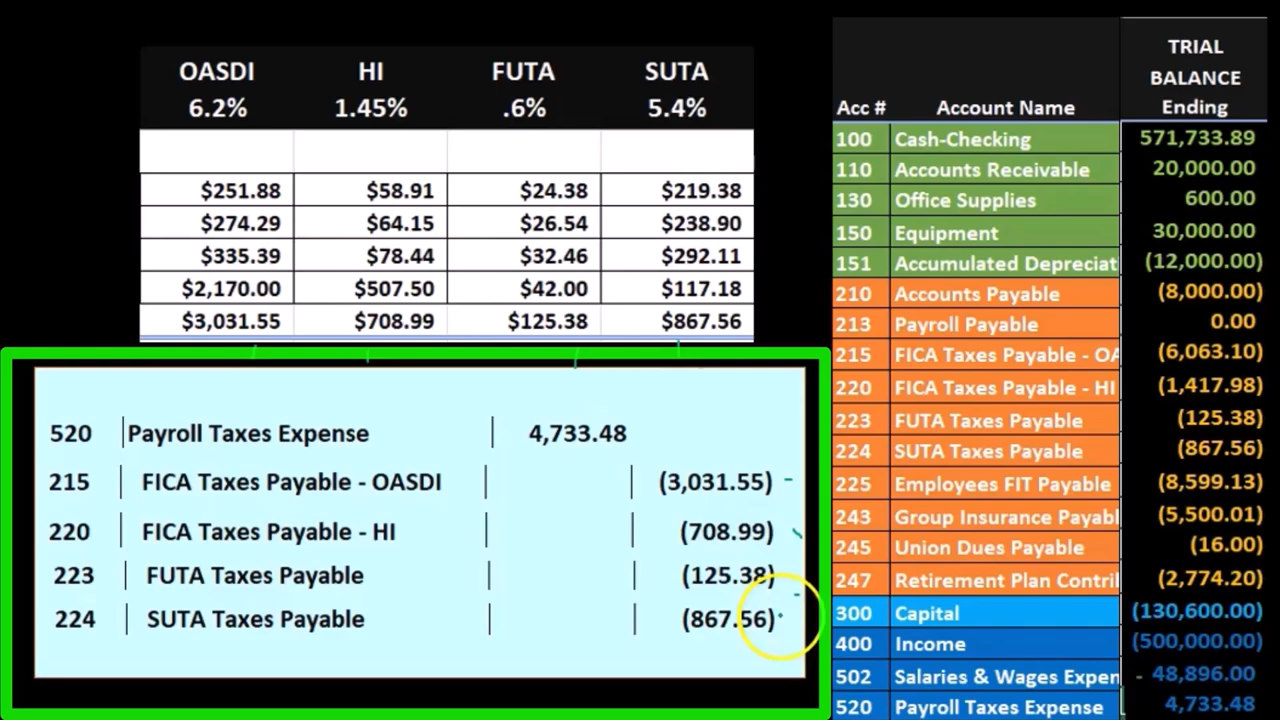 OASDI HI FUTA SUTA
6.2% 1.45% .6% 5.4%
$251.88 $58.91 $24.38 $219.38
$274.29 $64.15 $26.54 $238.90
$335.39 $78.44 $32.46 $292.11
$2,170.00 $507.50 $42.00 $117.18
$3,031.55 $708.99 $125.38 $867.56
520 Payroll Taxes Expense 4,733.48
215 FICA Taxes Payable - OASDI (3,031.55)
220 FICA Taxes Payable - HI (708.99)
223 FUTA Taxes Payable (125.38)
224 SUTA Taxes Payable (867.56)
TRIAL
BALANCE
Acc # Account Name Ending
100 Cash-Checking 571,733.89
110 Accounts Receivable 20,000.00
130 Office Supplies 600.00
150 Equipment 30,000.00
151 Accumulated Depreciat (12,000.00)
210 Accounts Payable (8,000.00)
213 Payroll Payable 0.00
215 FICA Taxes Payable - OA (6,063.10)
220 FICA Taxes Payable - HI (1,417.98)
223 FUTA Taxes Payable (125.38)
224 SUTA Taxes Payable (867.56)
225 Employees FIT Payable (8,599.13)
243 Group Insurance Payabl (5,500.01)
245 Union Dues Payable (16.00)
247 Retirement Plan Contril (2,774.20)
300 Capital (130,600.00)
400 Income (500,000.00)
502 Salaries & Wages Expen 48,896.00
520 Payroll Taxes Expense 4,733.48